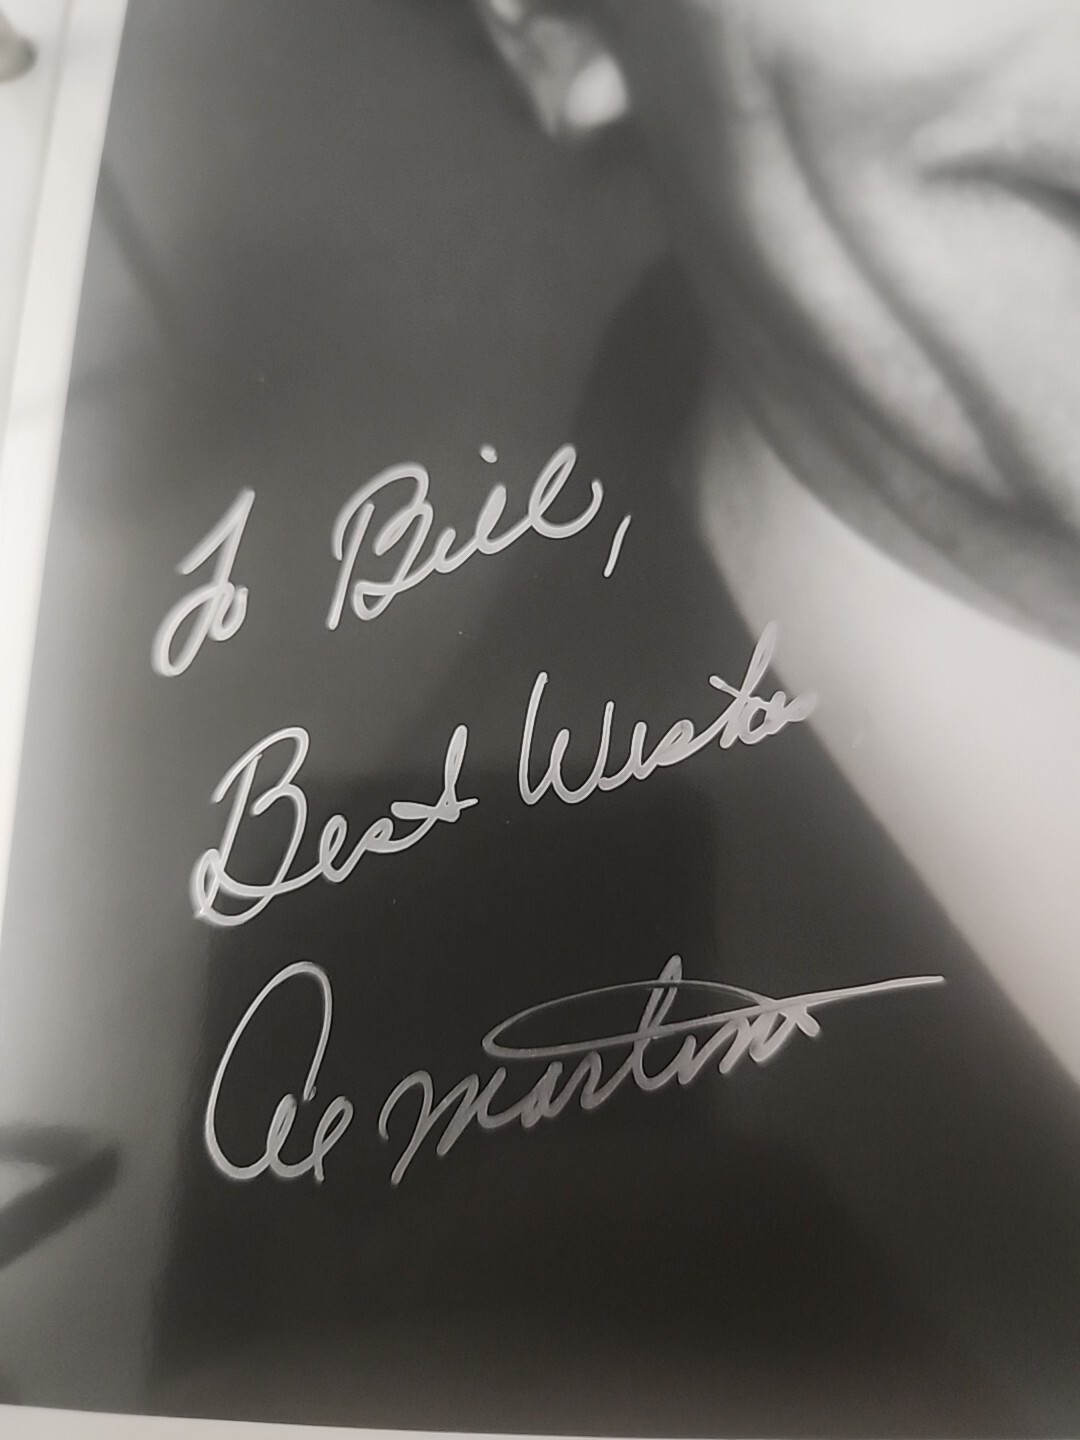 To Bill,
Best Wishes
Al Martino